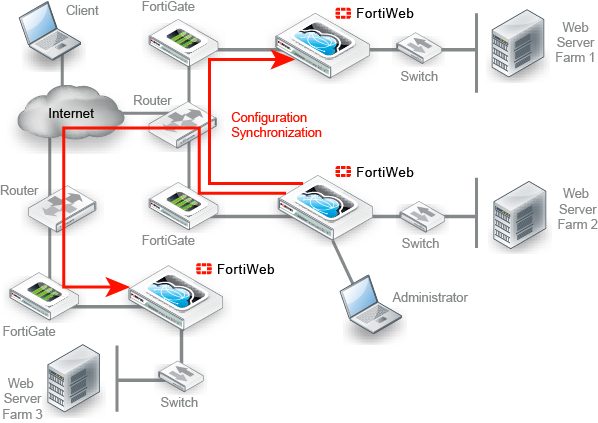 Client
FortiGate
FortiWeb
Switch
Web
Server
Farm 1
Internet
Router
Configuration
Synchronization
Router
FortiGate
FortiWeb
Switch
Web
Server
Farm 2
FortiGate
FortiWeb
Administrator
Web
Server
Farm 3
Switch